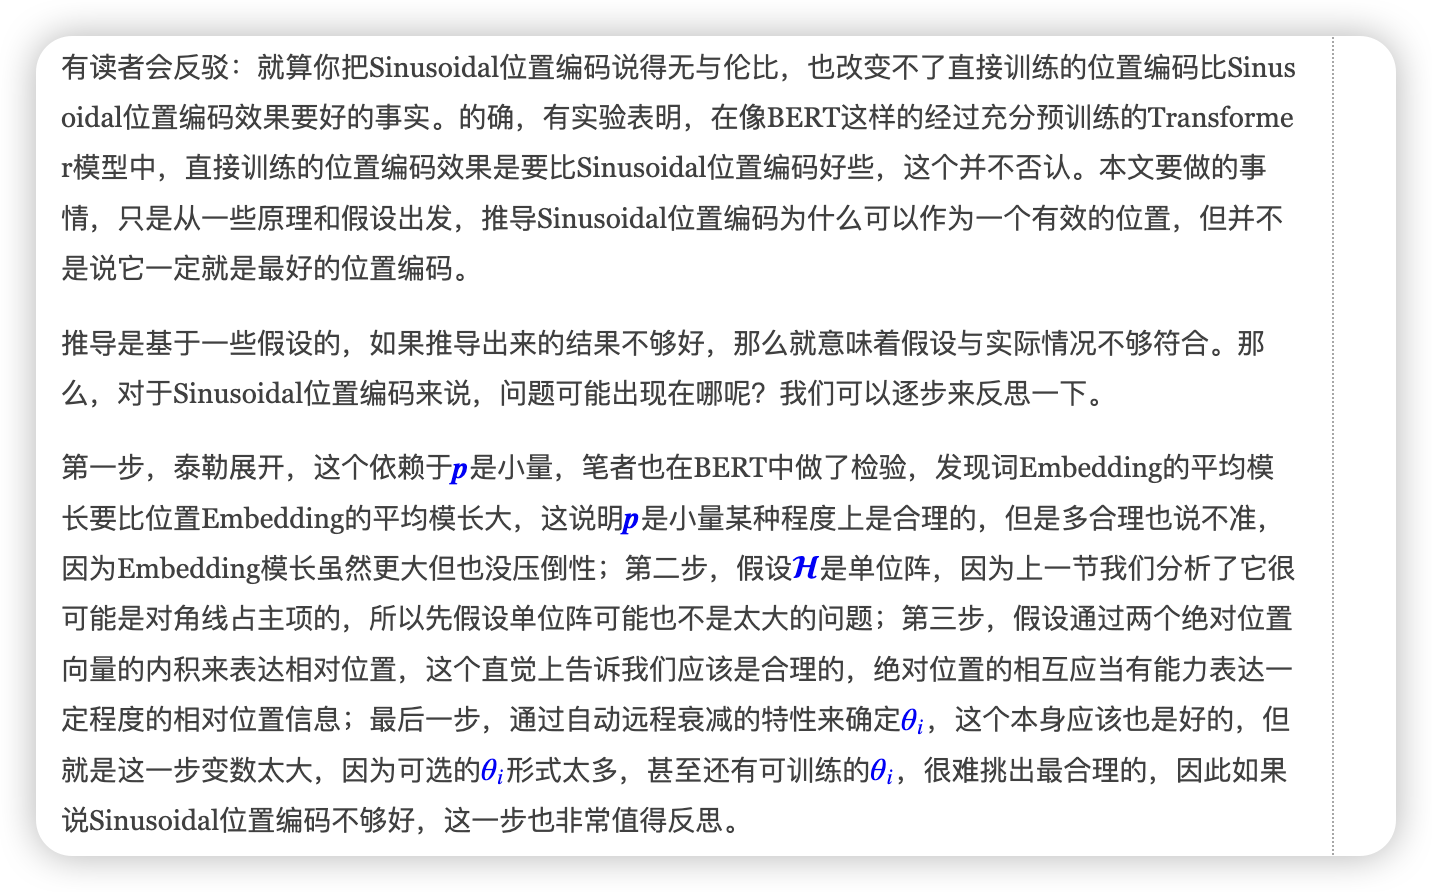 有读者会反驳：就算你把Sinusoidal位置编码说得无与伦比，也改变不了直接训练的位置编码比Sinus
oidal位置编码效果要好的事实。的确，有实验表明，在像BERT这样的经过充分预训练的Transforme
r模型中，直接训练的位置编码效果是要比Sinusoidal位置编码好些，这个并不否认。本文要做的事
情，只是从一些原理和假设出发，推导Sinusoidal位置编码为什么可以作为一个有效的位置，但并不
是说它一定就是最好的位置编码。
推导是基于一些假设的，如果推导出来的结果不够好，那么就意味着假设与实际情况不够符合。那
么，对于Sinusoidal位置编码来说，问题可能出现在哪呢？我们可以逐步来反思一下。
第一步，泰勒展开，这个依赖于p是小量，笔者也在BERT中做了检验，发现词Embedding的平均模
长要比位置Embedding的平均模长大，这说明p是小量某种程度上是合理的，但是多合理也说不准，
因为Embedding模长虽然更大但也没压倒性；第二步，假设H是单位阵，因为上一节我们分析了它很
可能是对角线占主项的，所以先假设单位阵可能也不是太大的问题；第三步，假设通过两个绝对位置
向量的内积来表达相对位置，这个直觉上告诉我们应该是合理的，绝对位置的相互应当有能力表达一
定程度的相对位置信息；最后一步，通过自动远程衰减的特性来确定θi，这个本身应该也是好的，但
就是这一步变数太大，因为可选的θi形式太多，甚至还有可训练的θi，很难挑出最合理的，因此如果
说Sinusoidal位置编码不够好，这一步也非常值得反思。